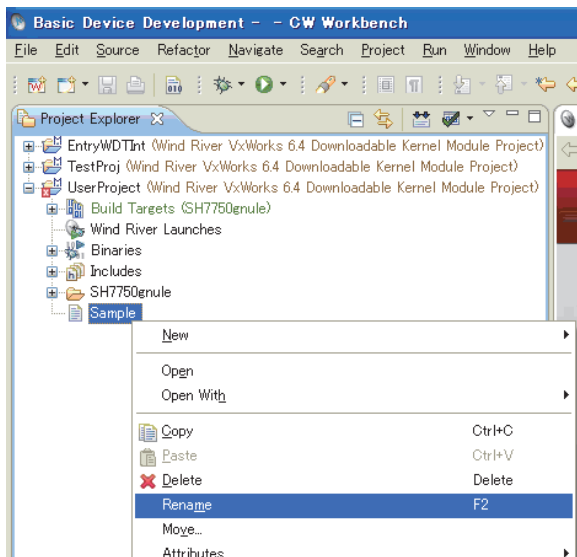 Basic Device Development - - CW Workbench
File Edit Source Refactor Navigate Search Project Run Window Help
Project Explorer
EntryWDTInt (Wind River VxWorks 6.4 Downloadable Kernel Module Project)
TestProj (Wind River VxWorks 6.4 Downloadable Kernel Module Project)
UserProject (Wind River VxWorks 6.4 Downloadable Kernel Module Project)
Build Targets (SH7750gnule)
Wind River Launches
Binaries
Includes
SH7750gnule
Sample
New
Open
Open With
Copy Ctrl+C
Paste Ctrl+V
Delete Delete
Rename F2
Move...
Attributes